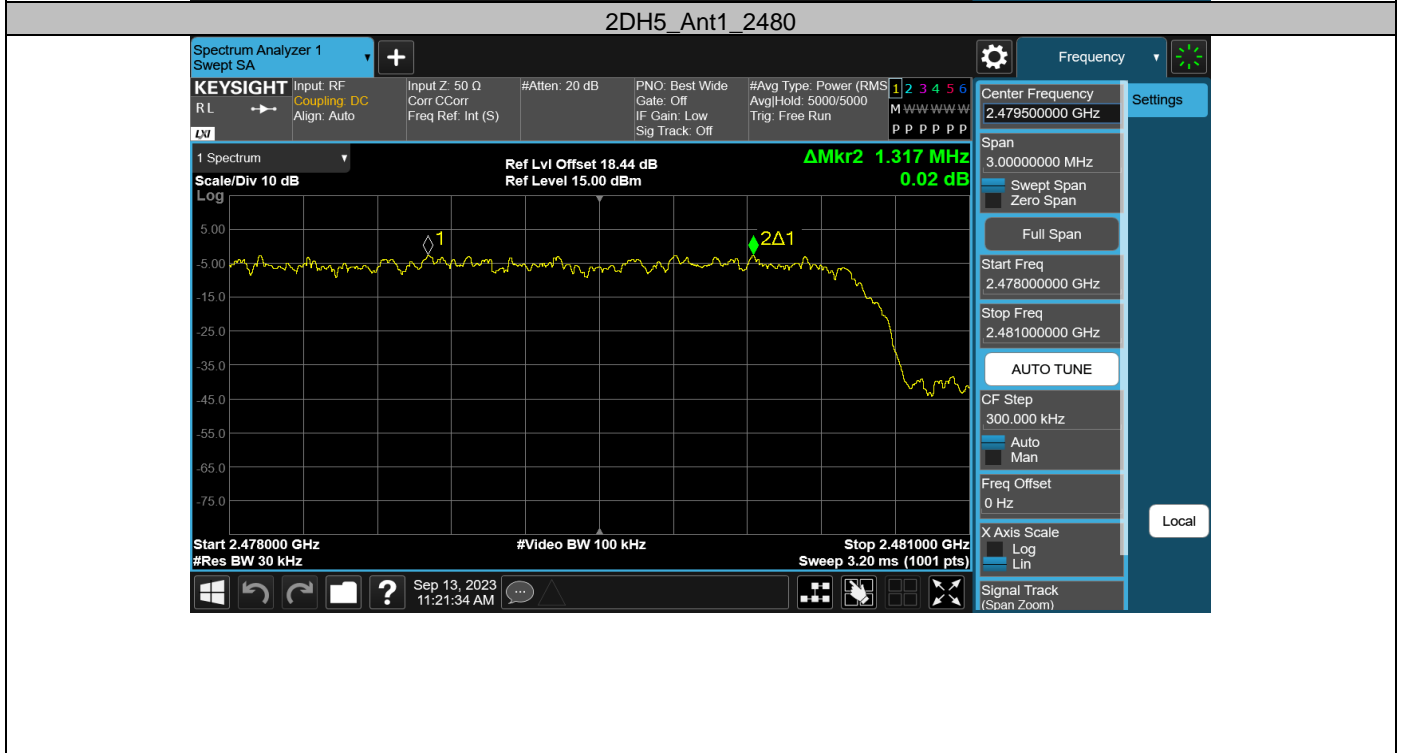 2DH5_Ant1_2480
Spectrum Analyzer 1
Swept SA
Frequency
KEYSIGHT
RL
LXI
Input: RF
Coupling: DC
Align: Auto
Input Z: 50 Ω
Corr CCorr
Freq Ref: Int (S)
#Atten: 20 dB
PNO: Best Wide
Gate: Off
IF Gain: Low
Sig Track: Off
#Avg Type: Power (RMS
Avg|Hold: 5000/5000
Trig: Free Run
1 2 3 4 5 6
M W W W W W
P P P P P P
1 Spectrum
Scale/Div 10 dB
Log
Ref Lvl Offset 18.44 dB
Ref Level 15.00 dBm
ΔMkr2 1.317 MHz
0.02 dB
5.00
-5.00
-15.0
-25.0
-35.0
-45.0
-55.0
-65.0
-75.0
1
2Δ1
Start 2.478000 GHz
#Res BW 30 kHz
#Video BW 100 kHz
Stop 2.481000 GHz
Sweep 3.20 ms (1001 pts)
Sep 13, 2023
11:21:34 AM
Center Frequency
2.479500000 GHz
Settings
Span
3.00000000 MHz
Swept Span
Zero Span
Full Span
Start Freq
2.478000000 GHz
Stop Freq
2.481000000 GHz
AUTO TUNE
CF Step
300.000 kHz
Auto
Man
Freq Offset
0 Hz
X Axis Scale
Log
Lin
Local
Signal Track
(Span Zoom)